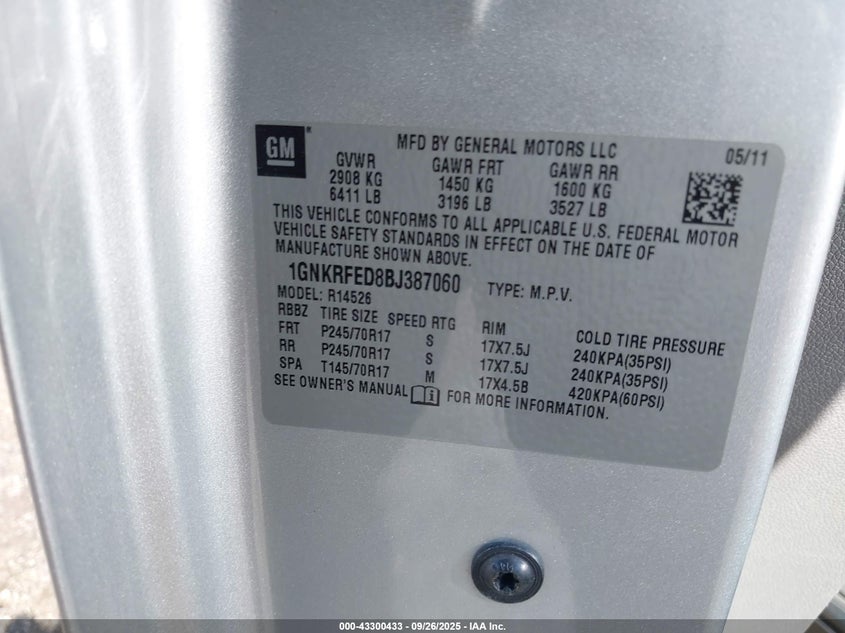 GM
MFD BY GENERAL MOTORS LLC 05/11
GVWR GAWR FRT GAWR RR
2908 KG 1450 KG 1600 KG
6411 LB 3196 LB 3527 LB
THIS VEHICLE CONFORMS TO ALL APPLICABLE U.S. FEDERAL MOTOR
VEHICLE SAFETY STANDARDS IN EFFECT ON THE DATE OF
MANUFACTURE SHOWN ABOVE.
1GNKRFED8BJ387060 TYPE: M.P.V.
MODEL: R14526
RBBZ TIRE SIZE SPEED RTG RIM COLD TIRE PRESSURE
FRT P245/70R17 S 17X7.5J 240KPA(35PSI)
RR P245/70R17 S 17X7.5J 240KPA(35PSI)
SPA T145/70R17 M 17X4.5B 420KPA(60PSI)
SEE OWNER'S MANUAL FOR MORE INFORMATION.
000-43300433 - 09/26/2025 - IAA Inc.